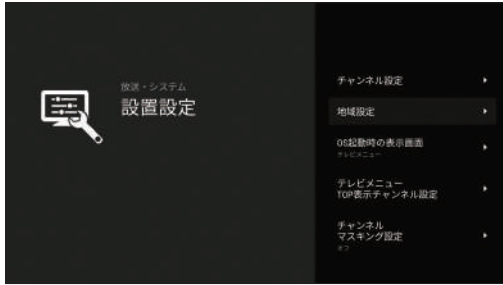 放送・システム
設置設定
チャンネル設定
地域設定
OS起動時の表示画面
テレビメニュー
テレビメニュー
TOP表示チャンネル設定
チャンネル
マスキング設定
オフ